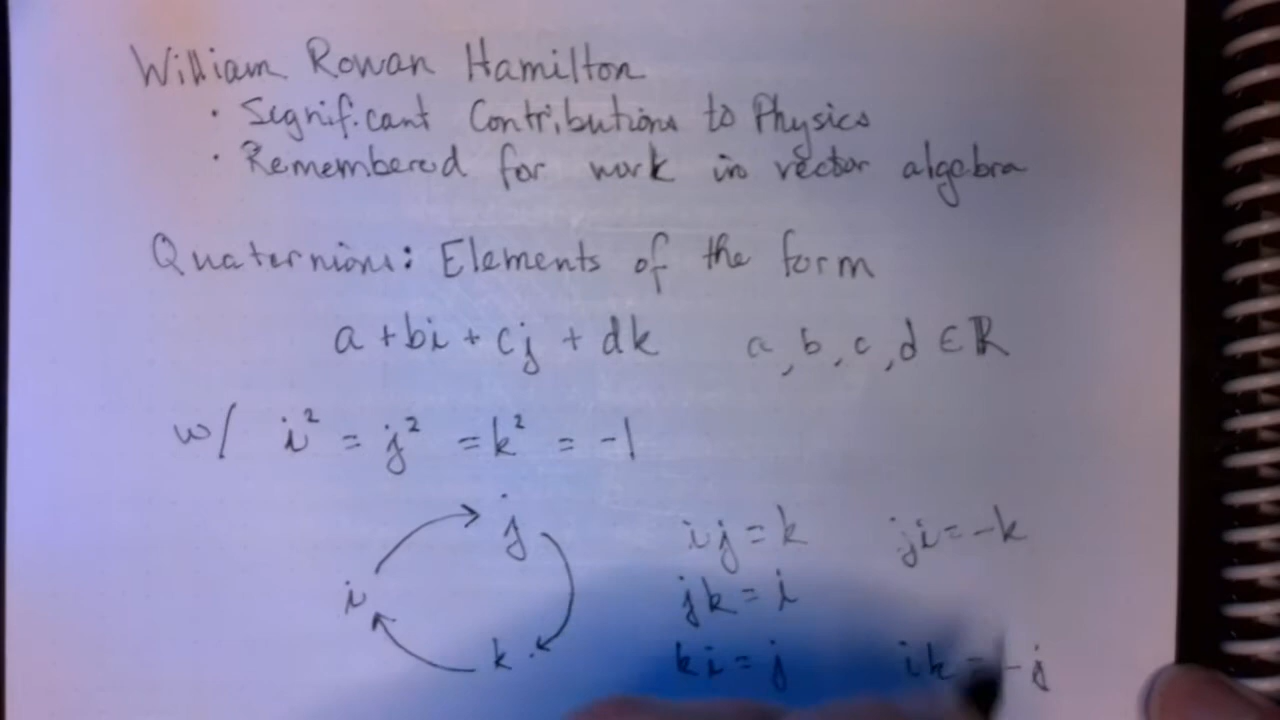 William Rowan Hamilton
· Significant Contributions to Physics
· Remembered for work in vector algebra
Quaternions: Elements of the form
a + bi + cj + dk a, b, c, d ∈ ℝ
w/ i² = j² = k² = -1
j
i
k
ij = k ji = -k
jk = i
ki = j ik = -j